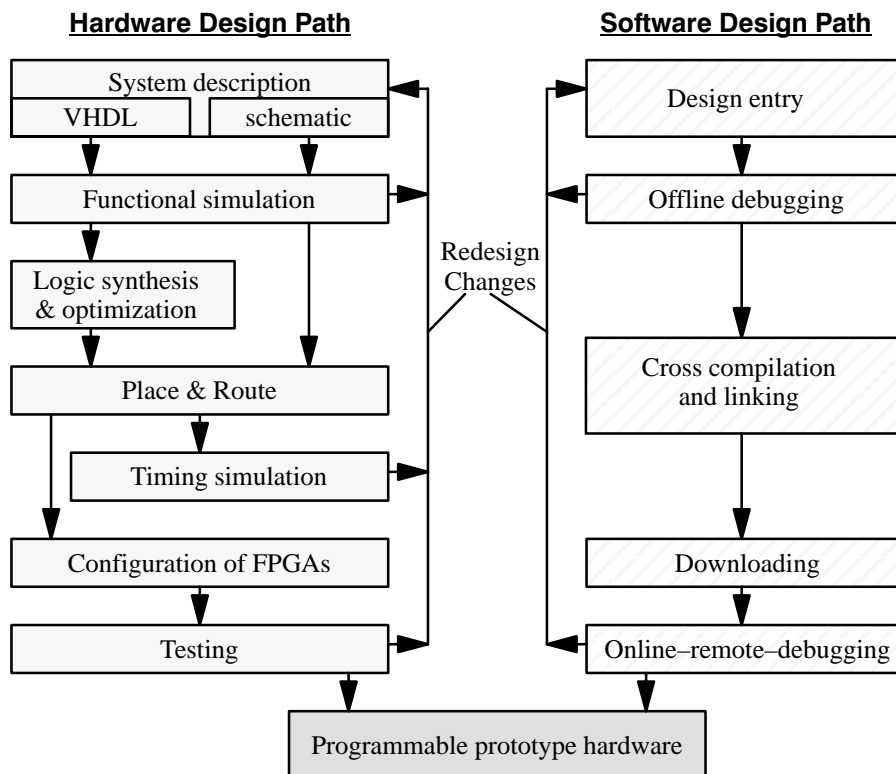 Hardware Design Path
System description
VHDL
schematic
Functional simulation
Logic synthesis
& optimization
Place & Route
Timing simulation
Configuration of FPGAs
Testing
Redesign
Changes
Software Design Path
Design entry
Offline debugging
Cross compilation
and linking
Downloading
Online–remote–debugging
Programmable prototype hardware